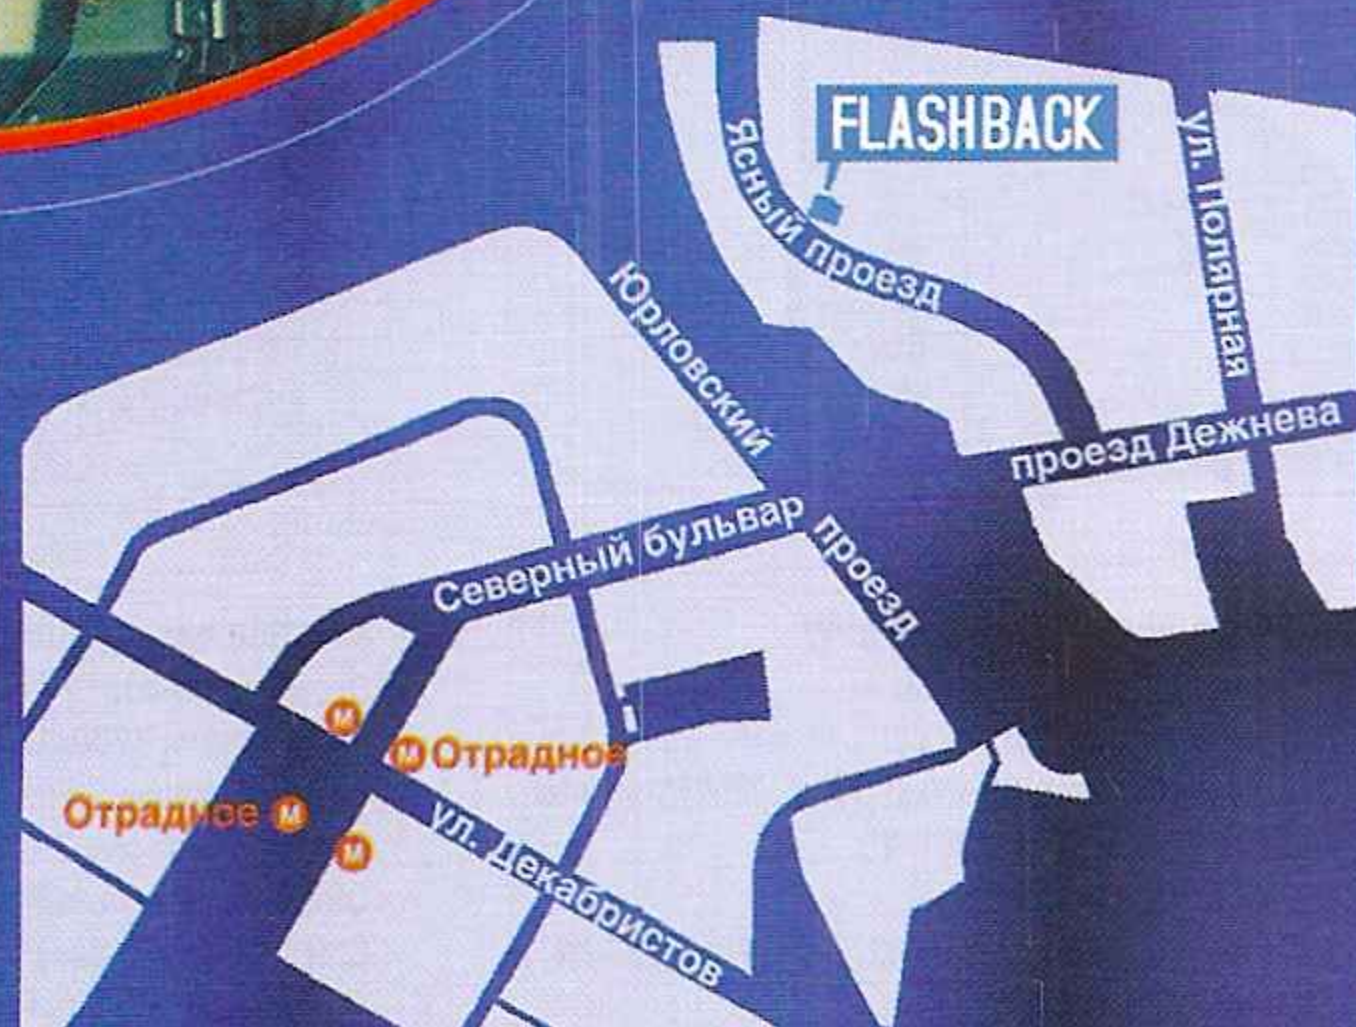 FLASHBACK
ул. Полярная
Ясный проезд
Юрловский
проезд
проезд Дежнева
Северный бульвар
М
М Отрадное
Отрадное М
М
ул. Декабристов